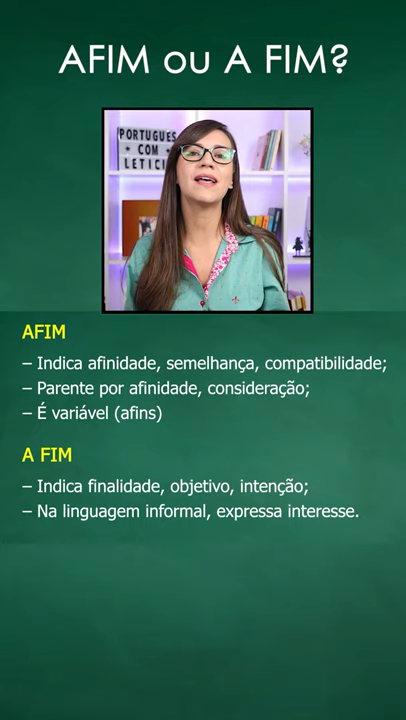 AFIM ou A FIM?
PORTUGUES
★ COM ★
LETICI
AFIM
– Indica afinidade, semelhança, compatibilidade;
– Parente por afinidade, consideração;
– É variável (afins)
A FIM
– Indica finalidade, objetivo, intenção;
– Na linguagem informal, expressa interesse.